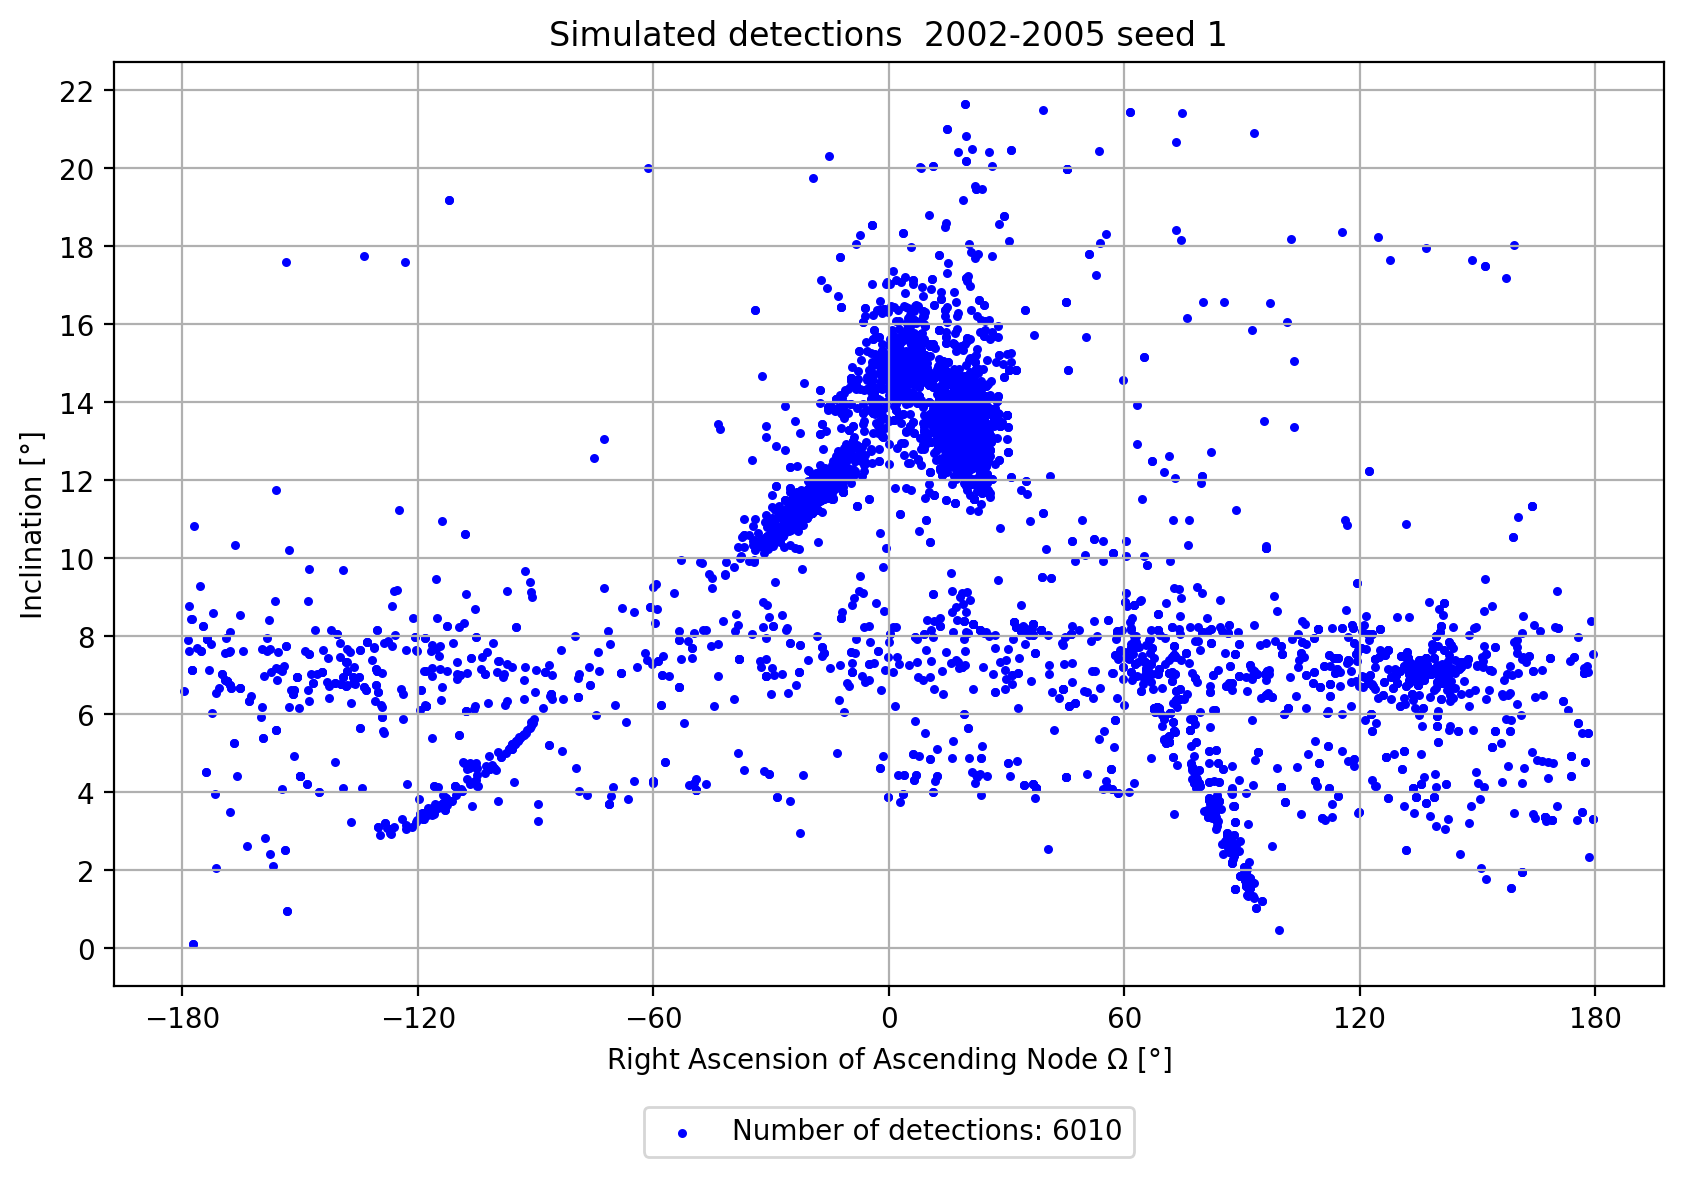 Simulated detections  2002-2005 seed 1
22
20
18
16
14
12
10
8
6
4
2
0
Inclination [°]
−180 −120 −60 0 60 120 180
Right Ascension of Ascending Node Ω [°]
Number of detections: 6010